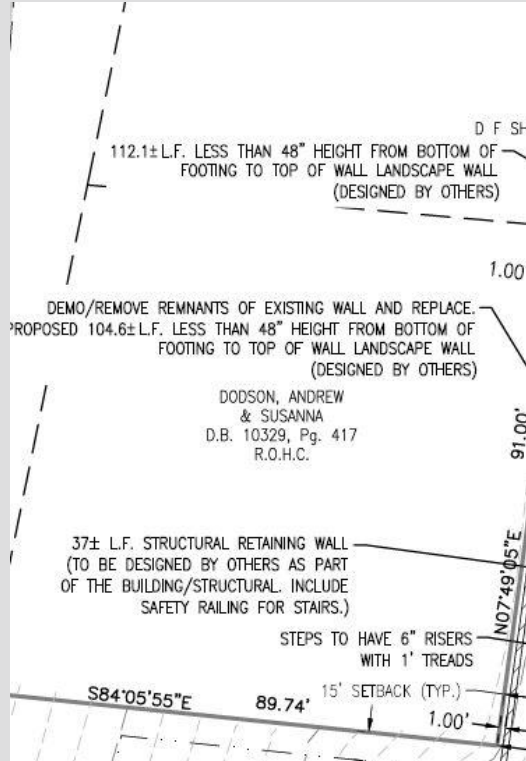 D F SH
112.1± L.F. LESS THAN 48" HEIGHT FROM BOTTOM OF
FOOTING TO TOP OF WALL LANDSCAPE WALL
(DESIGNED BY OTHERS)
1.00'
DEMO/REMOVE REMNANTS OF EXISTING WALL AND REPLACE.
PROPOSED 104.6± L.F. LESS THAN 48" HEIGHT FROM BOTTOM OF
FOOTING TO TOP OF WALL LANDSCAPE WALL
(DESIGNED BY OTHERS)
DODSON, ANDREW
& SUSANNA
D.B. 10329, Pg. 417
R.O.H.C.
91.00'
N07°49'05"E
37± L.F. STRUCTURAL RETAINING WALL
(TO BE DESIGNED BY OTHERS AS PART
OF THE BUILDING/STRUCTURAL. INCLUDE
SAFETY RAILING FOR STAIRS.)
STEPS TO HAVE 6" RISERS
WITH 1' TREADS
S84°05'55"E
89.74'
15' SETBACK (TYP.)
1.00'